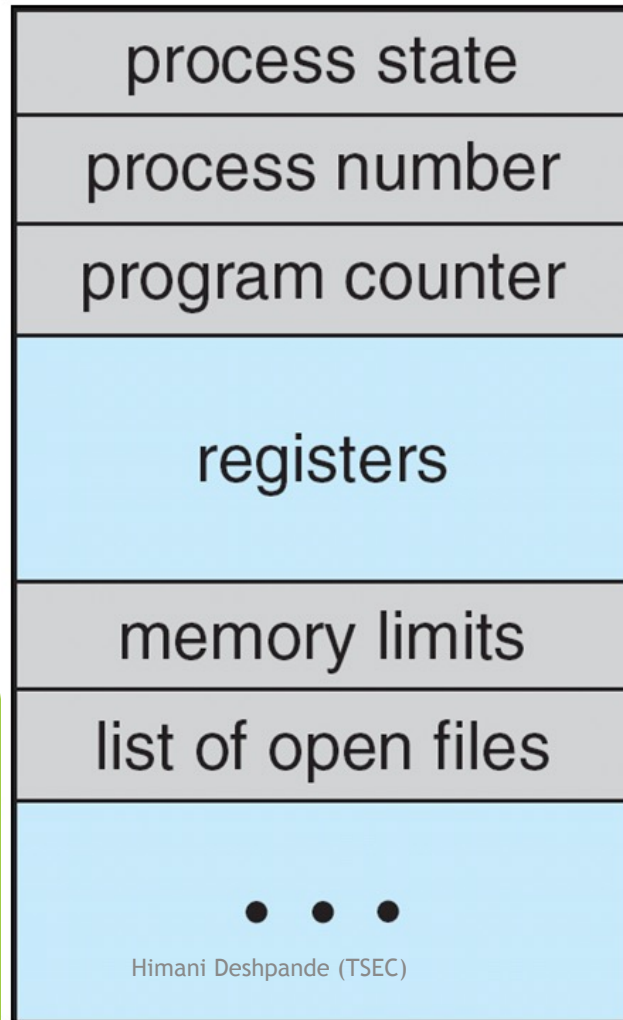 process state
process number
program counter
registers
memory limits
list of open files
• • •
Himani Deshpande (TSEC)